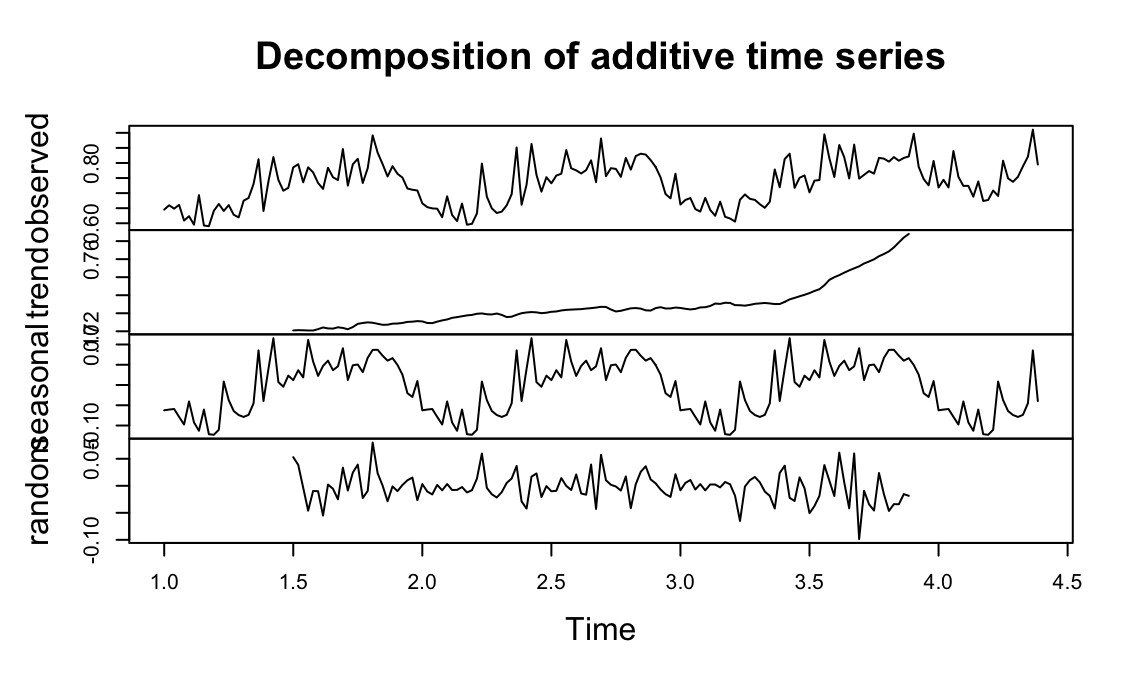 Decomposition of additive time series
observed
0.60 0.80
trend
0.72 0.76
seasonal
-0.10
random
-0.10 0.05
1.0 1.5 2.0 2.5 3.0 3.5 4.0 4.5
Time